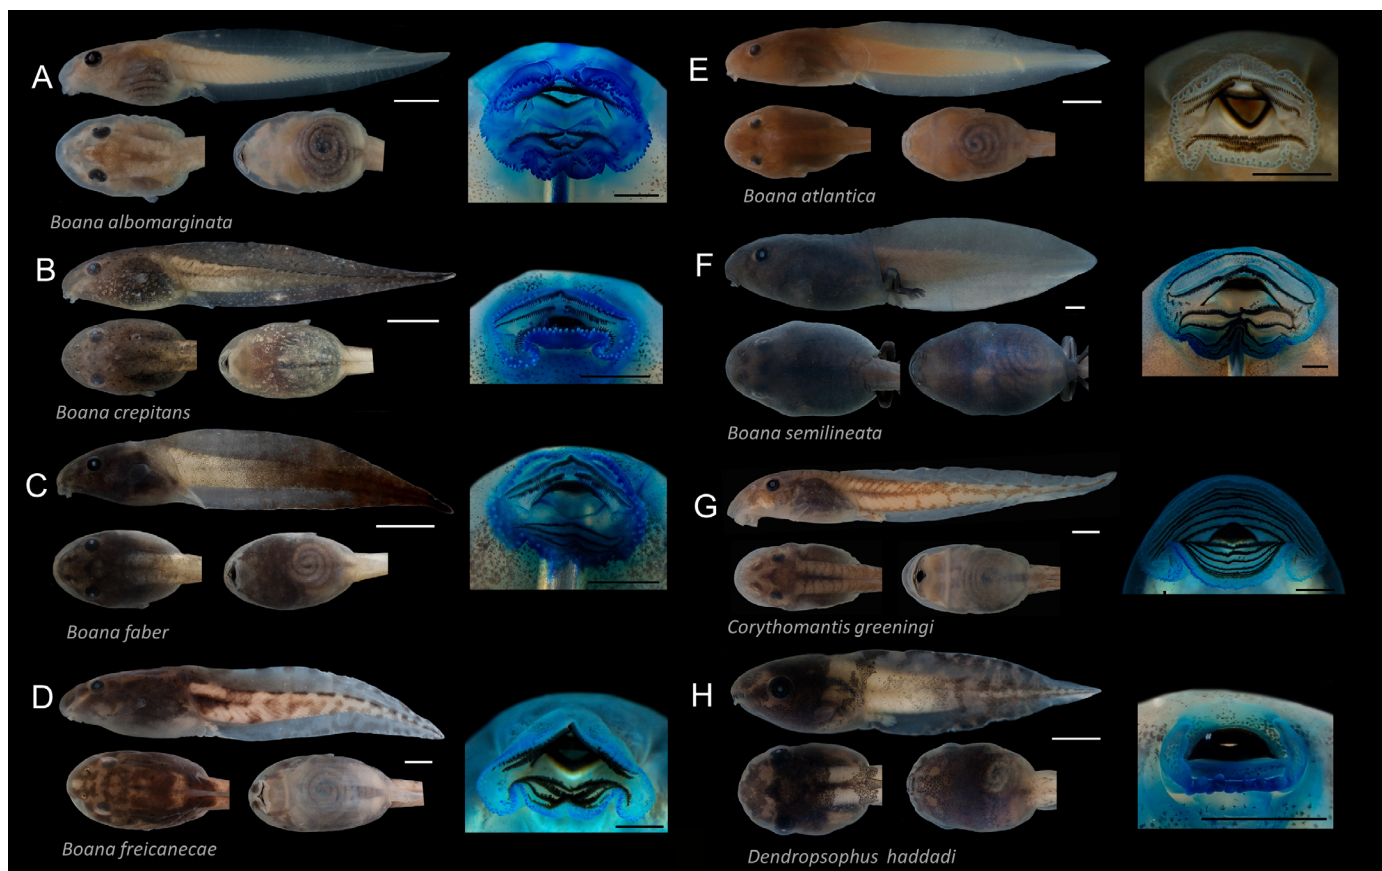 A
Boana albomarginata
B
Boana crepitans
C
Boana faber
D
Boana freicanecae
E
Boana atlantica
F
Boana semilineata
G
Corythomantis greeningi
H
Dendropsophus haddadi